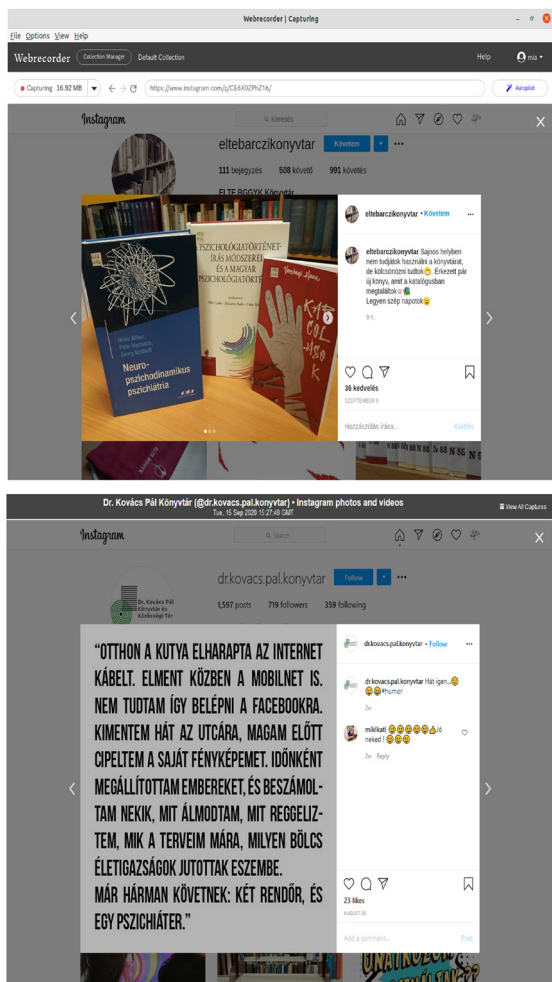 Webrecorder | Capturing
File Options View Help
Webrecorder Collection Manager Default Collection Help mia
Capturing 16.92 MB https://www.instagram.com/p/CE6X0ZPhZ16/ Autopilot
Instagram Keresés
eltebarczikonyvtar Követem
111 bejegyzés 508 követő 991 követés
ELTE BGGYK Könyvtár
eltebarczikonyvtar • Követem
eltebarczikonyvtar Sajnos helyben
nem tudjátok használni a könyvtárat,
de kölcsönözni tudtok😁. Érkezett pár
új könyv, amit a katalógusban
megtaláltok
Legyen szép napotok
9 h.
PSZICHOLÓGIATÖRTÉNET-
ÍRÁS MÓDSZEREI
ÉS A MAGYAR
PSZICHOLÓGIATÖRTÉNET
Neuro-
pszichodinamikus
pszichiátria
KAP
COL
36 kedvelés
SZEPTEMBER 9.
Hozzászólás írása... Küldés
Dr. Kovács Pál Könyvtár (@dr.kovacs.pal.konyvtar) • Instagram photos and videos
Tue, 15 Sep 2020 15:27:48 GMT
View All Captures
Instagram Search
dr.kovacs.pal.konyvtar Follow
1,597 posts 719 followers 359 following
Dr. Kovács Pál
Könyvtár és
Közösségi Tér
“OTTHON A KUTYA ELHARAPTA AZ INTERNET
KÁBELT. ELMENT KÖZBEN A MOBILNET IS.
NEM TUDTAM ÍGY BELÉPNI A FACEBOOKRA.
KIMENTEM HÁT AZ UTCÁRA, MAGAM ELŐTT
CIPELTEM A SAJÁT FÉNYKÉPEMET. IDŐNKÉNT
MEGÁLLÍTOTTAM EMBEREKET, ÉS BESZÁMOL-
TAM NEKIK, MIT ÁLMODTAM, MIT REGGELIZ-
TEM, MIK A TERVEIM MÁRA, MILYEN BÖLCS
ÉLETIGAZSÁGOK JUTOTTAK ESZEMBE.
MÁR HÁRMAN KÖVETNEK: KÉT RENDŐR, ÉS
EGY PSZICHIÁTER.”
dr.kovacs.pal.konyvtar • Follow
dr.kovacs.pal.konyvtar Hát igen...
#humor
2w
mikikati jó
neked !
2w Reply
23 likes
Add a comment... Post